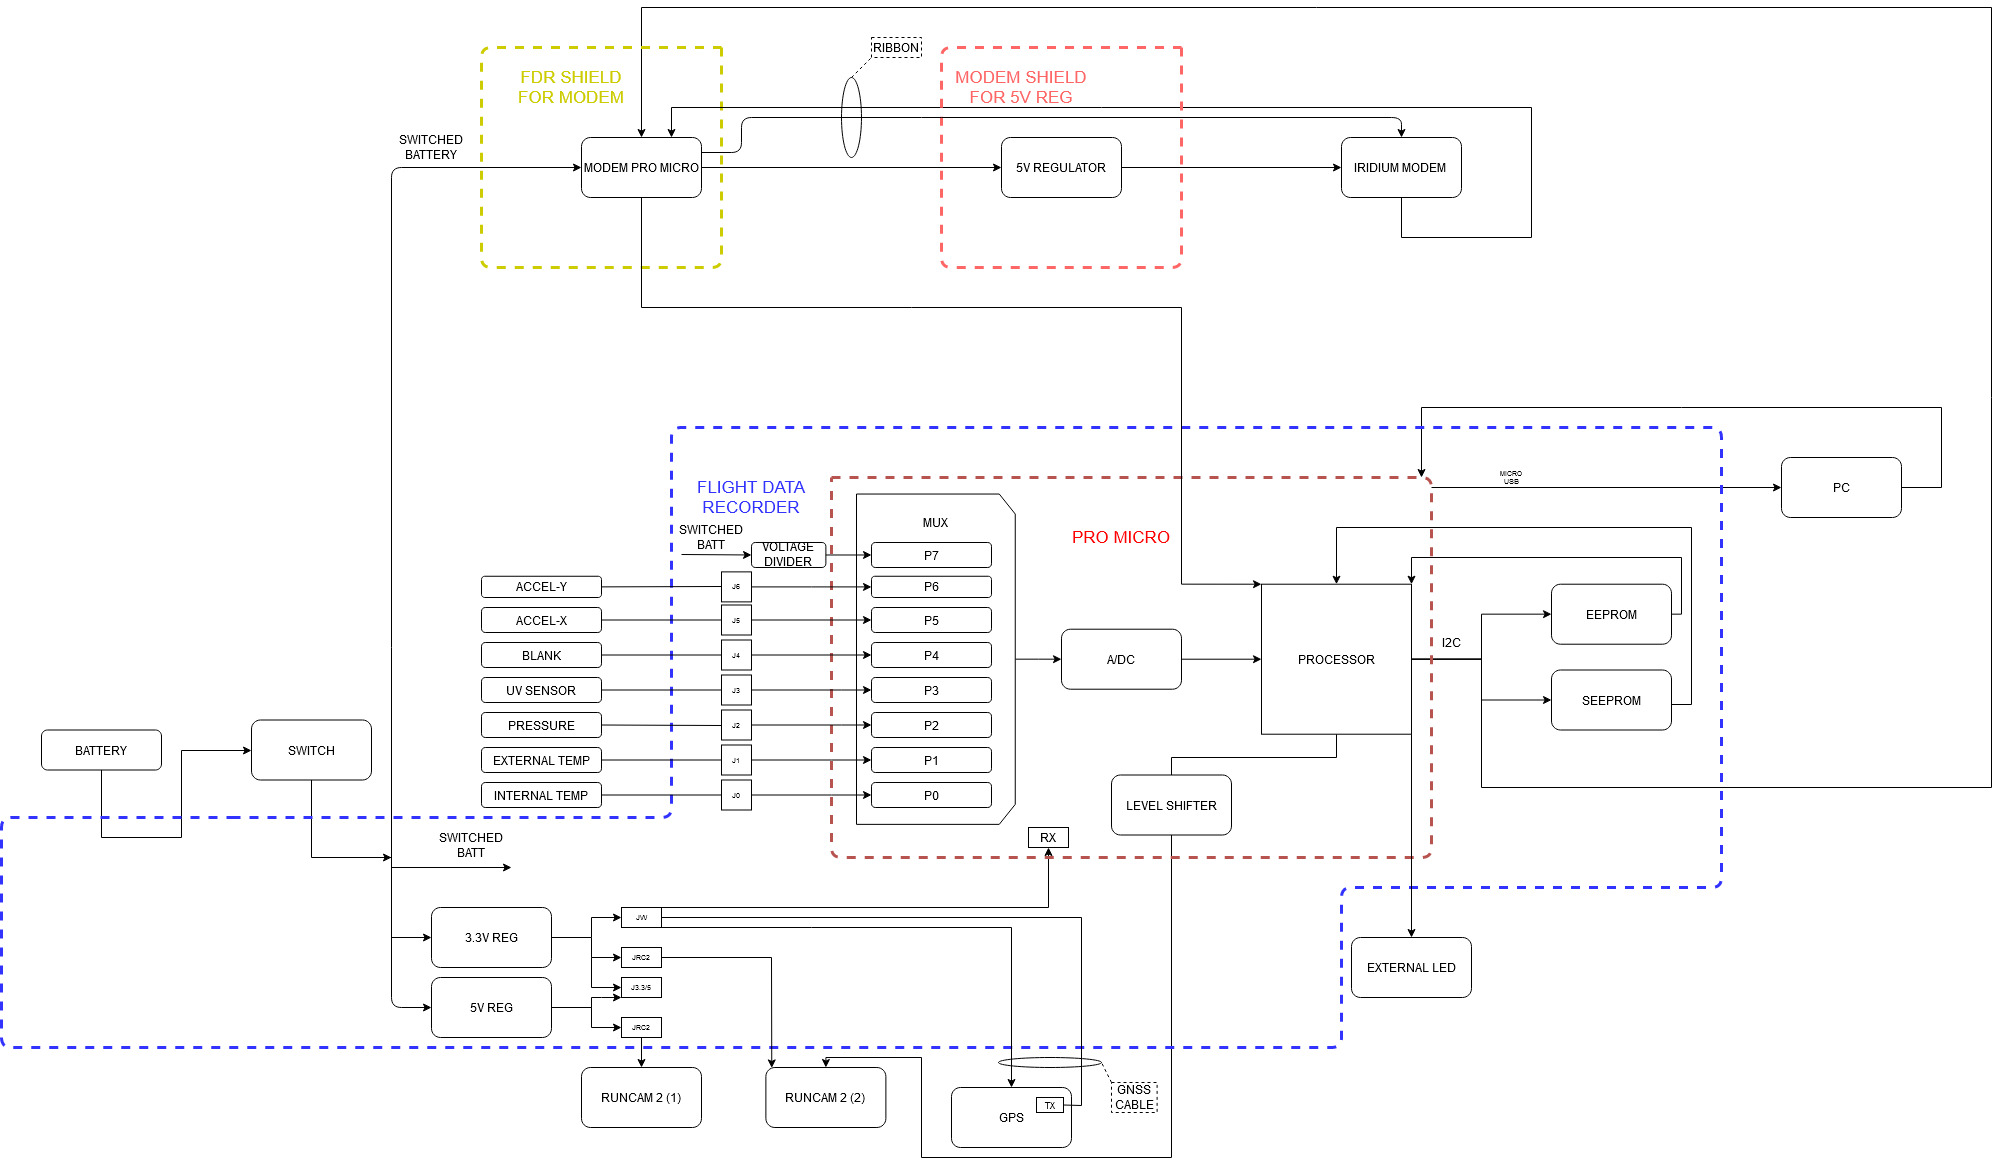 RIBBON
FDR SHIELD
FOR MODEM
MODEM SHIELD
FOR 5V REG
SWITCHED
BATTERY
MODEM PRO MICRO
5V REGULATOR
IRIDIUM MODEM
FLIGHT DATA
RECORDER
MICRO
USB
PC
SWITCHED
BATT
VOLTAGE
DIVIDER
MUX
PRO MICRO
P7
ACCEL-Y
J6
P6
ACCEL-X
J5
P5
BLANK
J4
P4
UV SENSOR
J3
P3
PRESSURE
J2
P2
EXTERNAL TEMP
J1
P1
INTERNAL TEMP
J0
P0
A/DC
PROCESSOR
I2C
EEPROM
SEEPROM
BATTERY
SWITCH
LEVEL SHIFTER
RX
SWITCHED
BATT
3.3V REG
JW
JRC2
J3.3/5
5V REG
JRC2
EXTERNAL LED
RUNCAM 2 (1)
RUNCAM 2 (2)
GPS
TX
GNSS
CABLE